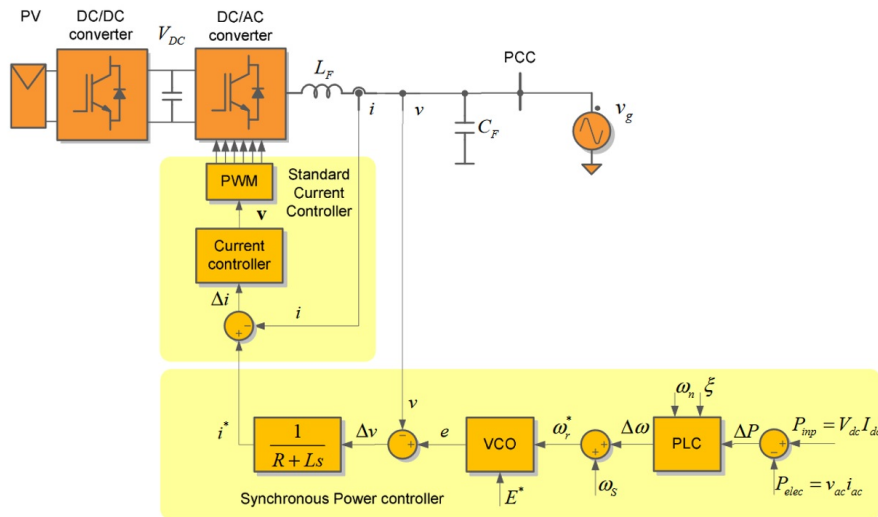 PV
DC/DC
converter
V_DC
DC/AC
converter
L_F
PCC
i
v
C_F
v_g
PWM
Standard
Current
Controller
v
Current
controller
Δi
- i
+
ω_n ξ
v
i*
1
R + Ls
Δv
-
+
e
VCO
ω_r*
+
+
Δω
PLC
ΔP
+
-
P_inp = V_dc I_dc
Synchronous Power controller
E*
ω_S
P_elec = v_ac i_ac